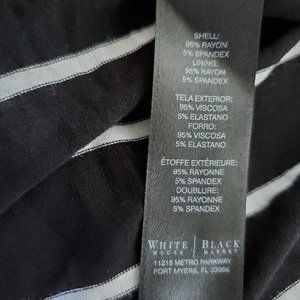 SHELL:
95% RAYON
5% SPANDEX
LINING:
95% RAYON
5% SPANDEX
TELA EXTERIOR:
95% VISCOSA
5% ELASTANO
FORRO:
95% VISCOSA
5% ELASTANO
ÉTOFFE EXTÉRIEURE:
95% RAYONNE
5% SPANDEX
DOUBLURE:
95% RAYONNE
5% SPANDEX
WHITE | BLACK
HOUSE | MARKET
11215 METRO PARKWAY
FORT MYERS, FL 33966